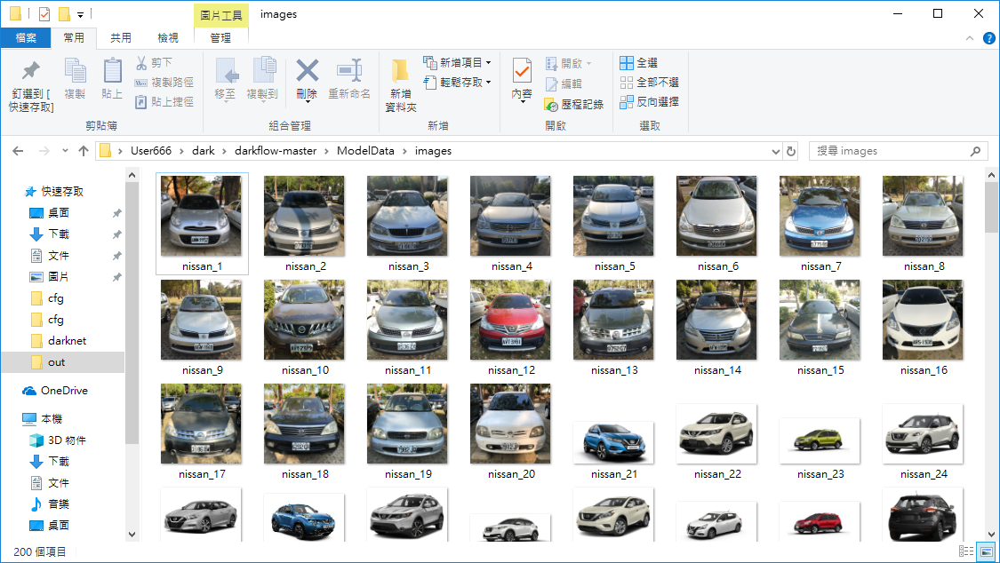 圖片工具
images
檔案
常用
共用
檢視
管理
釘選到 [
快速存取]
複製
貼上
剪下
複製路徑
貼上捷徑
剪貼簿
移至
複製到
刪除
重新命名
組合管理
新增
資料夾
新增項目
輕鬆存取
新增
內容
開啟
編輯
歷程記錄
開啟
全選
全部不選
反向選擇
選取
User666 > dark > darkflow-master > ModelData > images
搜尋 images
快速存取
桌面
下載
文件
圖片
cfg
cfg
darknet
out
OneDrive
本機
3D 物件
下載
文件
音樂
桌面
nissan_1 nissan_2 nissan_3 nissan_4 nissan_5 nissan_6 nissan_7 nissan_8
nissan_9 nissan_10 nissan_11 nissan_12 nissan_13 nissan_14 nissan_15 nissan_16
nissan_17 nissan_18 nissan_19 nissan_20 nissan_21 nissan_22 nissan_23 nissan_24
200 個項目